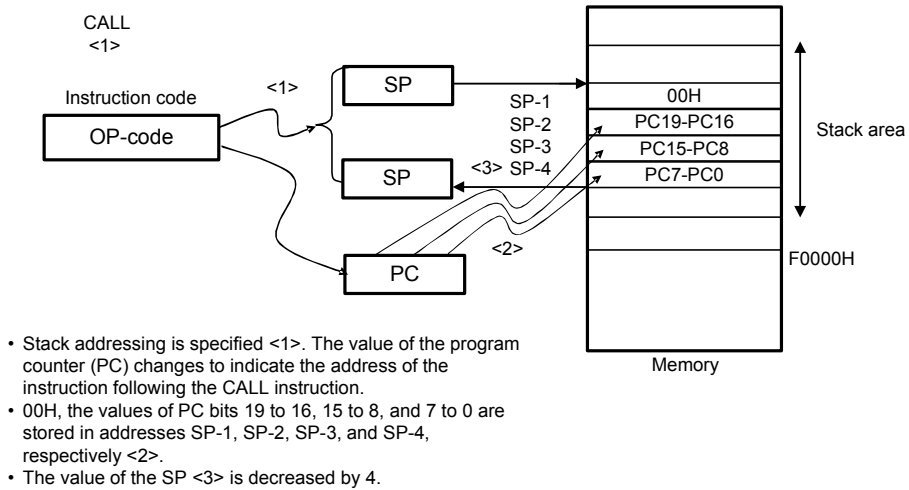 CALL
<1>
Instruction code
OP-code
<1>
SP
SP
PC
SP-1
SP-2
SP-3
<3> SP-4
<2>
00H
PC19-PC16
PC15-PC8
PC7-PC0
Stack area
F0000H
Memory
• Stack addressing is specified <1>. The value of the program
counter (PC) changes to indicate the address of the
instruction following the CALL instruction.
• 00H, the values of PC bits 19 to 16, 15 to 8, and 7 to 0 are
stored in addresses SP-1, SP-2, SP-3, and SP-4,
respectively <2>.
• The value of the SP <3> is decreased by 4.